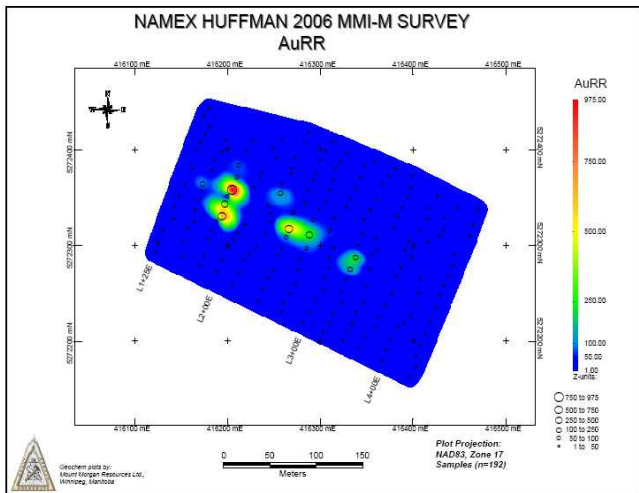 NAMEX HUFFMAN 2006 MMI-M SURVEY
AuRR
416100 mE 416200 mE 416300 mE 416400 mE 416500 mE
N
W E
S
5272400 mN
5272300 mN
5272200 mN
5272400 mN
5272300 mN
5272200 mN
L1+25E
L2+00E
L3+00E
L4+00E
416100 mE 416200 mE 416300 mE 416400 mE 416500 mE
AuRR
975.00
750.00
500.00
250.00
100.00
50.00
1.00
Z-units:
750 to 975
500 to 750
250 to 500
100 to 250
50 to 100
1 to 50
Geochem plots by:
Mount Morgan Resources Ltd.,
Winnipeg, Manitoba
0 50 100 150
Meters
Plot Projection:
NAD83, Zone 17
Samples (n=192)